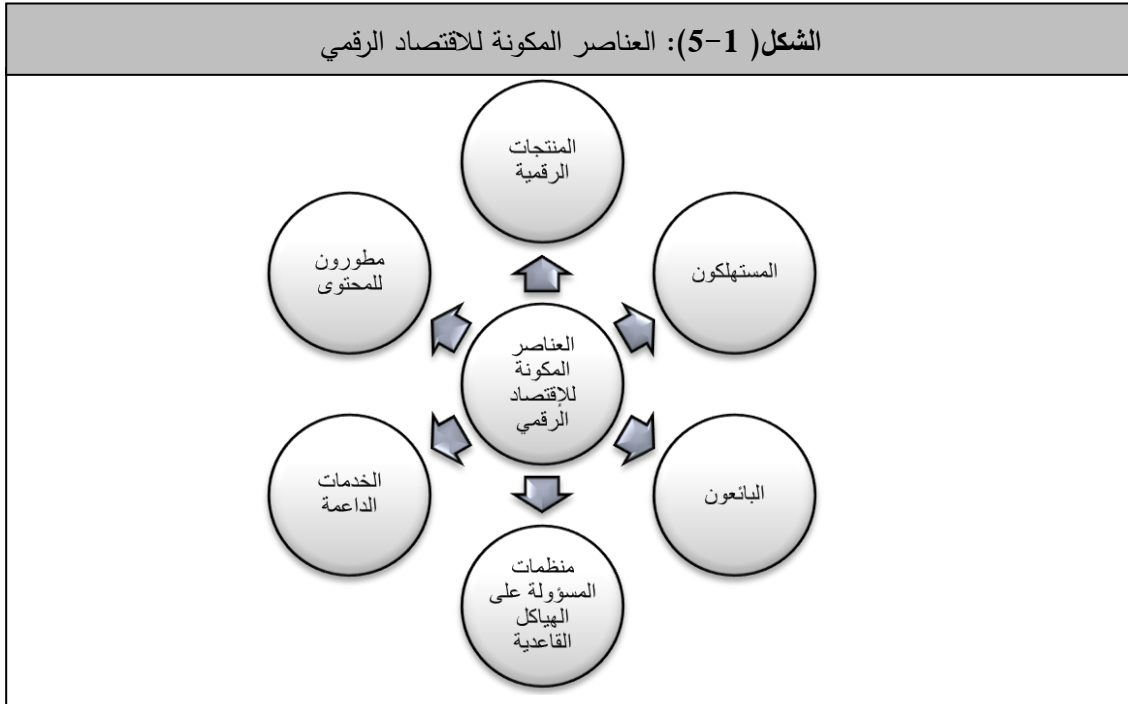 الشكل( 1-5): العناصر المكونة للاقتصاد الرقمي
المنتجات
الرقمية
المستهلكون
مطورون
للمحتوى
العناصر
المكونة
للإقتصاد
الرقمي
البائعون
الخدمات
الداعمة
منظمات
المسؤولة على
الهياكل
القاعدية